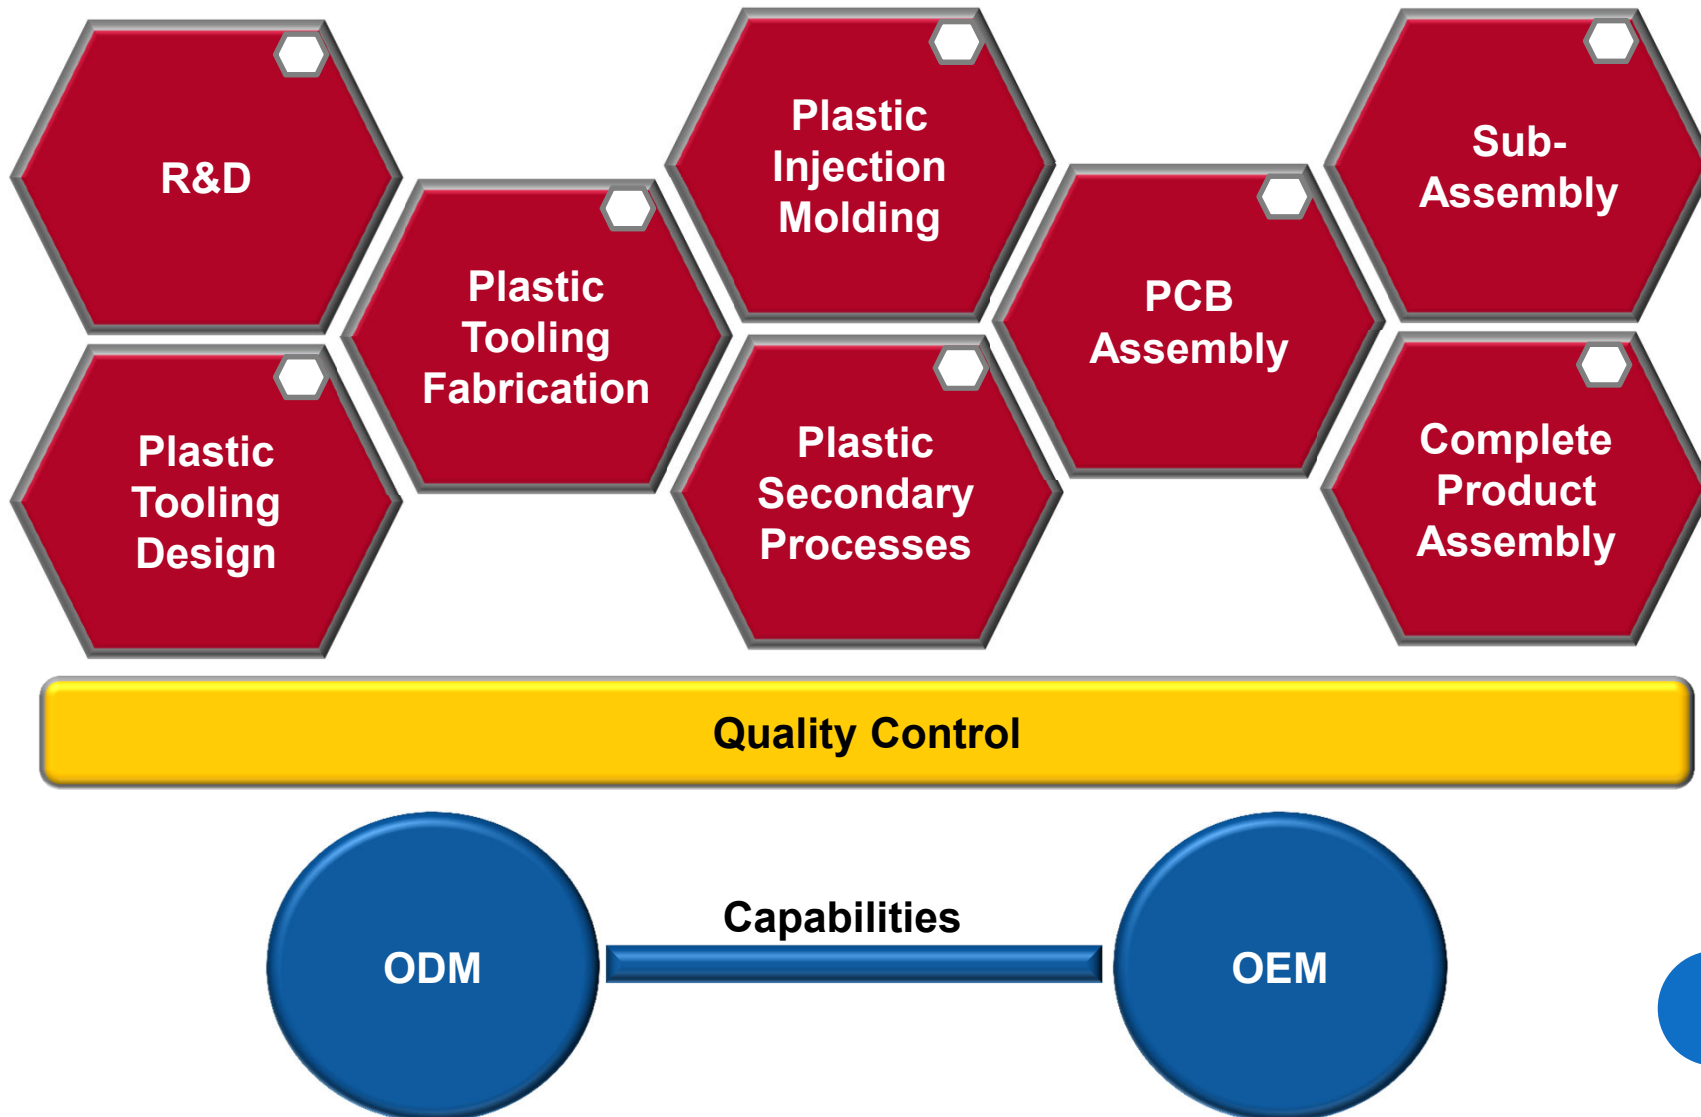 R&D
Plastic
Tooling
Design
Plastic
Tooling
Fabrication
Plastic
Injection
Molding
Plastic
Secondary
Processes
PCB
Assembly
Sub-
Assembly
Complete
Product
Assembly
Quality Control
Capabilities
ODM
OEM